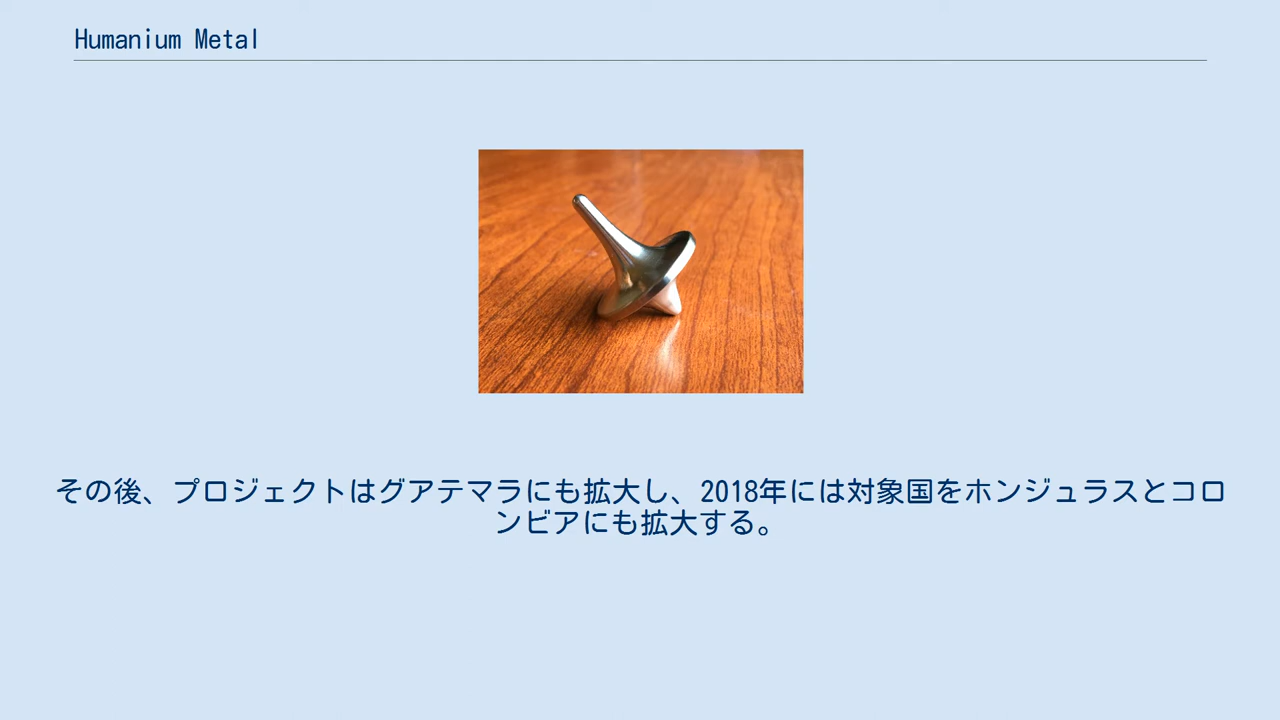 Humanium Metal
その後、プロジェクトはグアテマラにも拡大し、2018年には対象国をホンジュラスとコロ
ンビアにも拡大する。